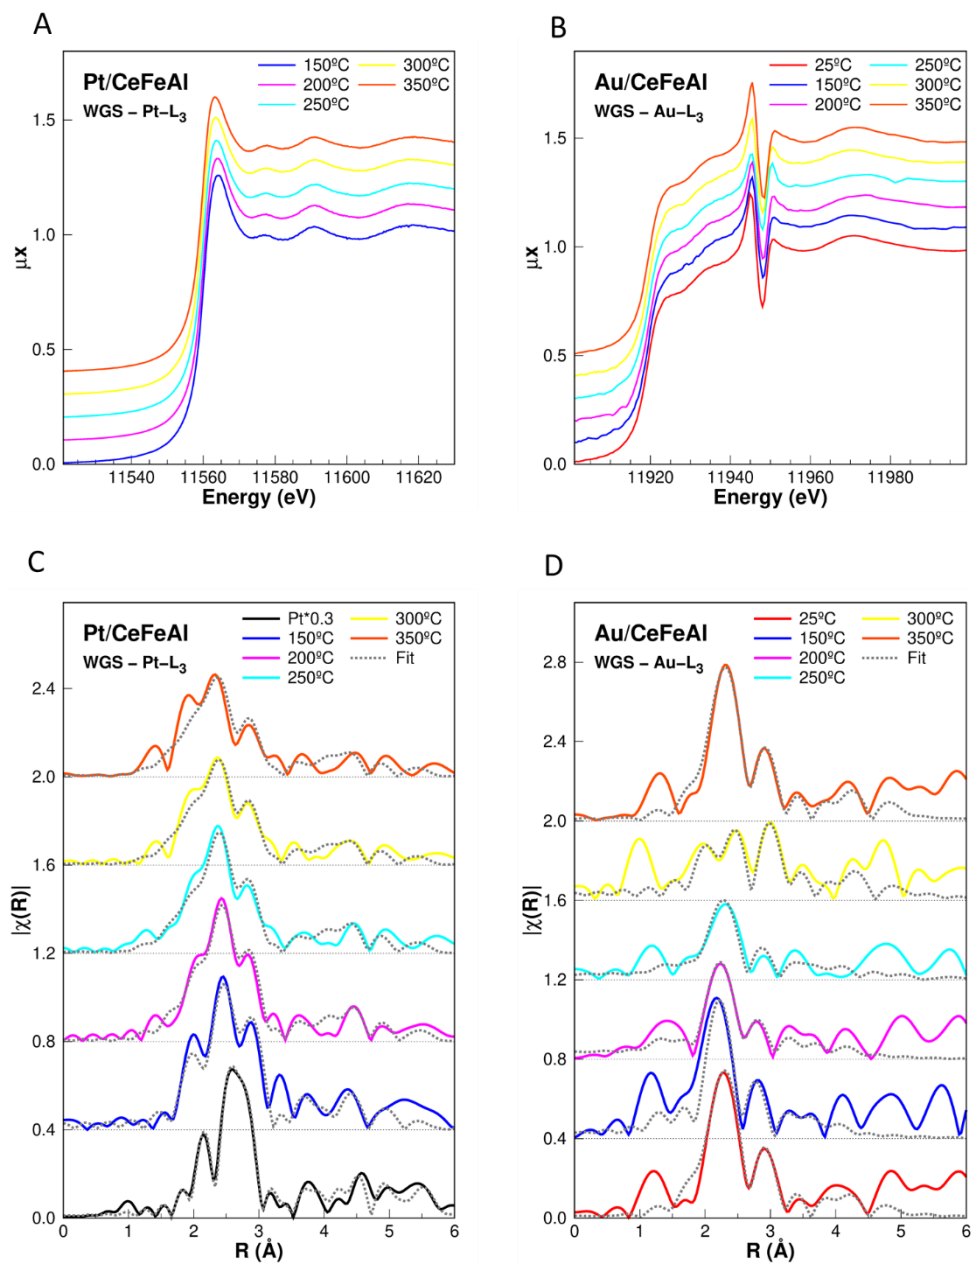 A
Pt/CeFeAl
WGS – Pt–L3
150ºC
200ºC
250ºC
300ºC
350ºC
μx
1.5
1.0
0.5
0.0
11540
11560
11580
11600
11620
Energy (eV)
B
Au/CeFeAl
WGS – Au–L3
25ºC
150ºC
200ºC
250ºC
300ºC
350ºC
μx
1.5
1.0
0.5
0.0
11920
11940
11960
11980
Energy (eV)
C
Pt/CeFeAl
WGS – Pt–L3
Pt*0.3
150ºC
200ºC
250ºC
300ºC
350ºC
Fit
|χ(R)|
2.4
2.0
1.6
1.2
0.8
0.4
0.0
0
1
2
3
4
5
6
R (Å)
D
Au/CeFeAl
WGS – Au–L3
25ºC
150ºC
200ºC
250ºC
300ºC
350ºC
Fit
|χ(R)|
2.8
2.4
2.0
1.6
1.2
0.8
0.4
0.0
0
1
2
3
4
5
6
R (Å)